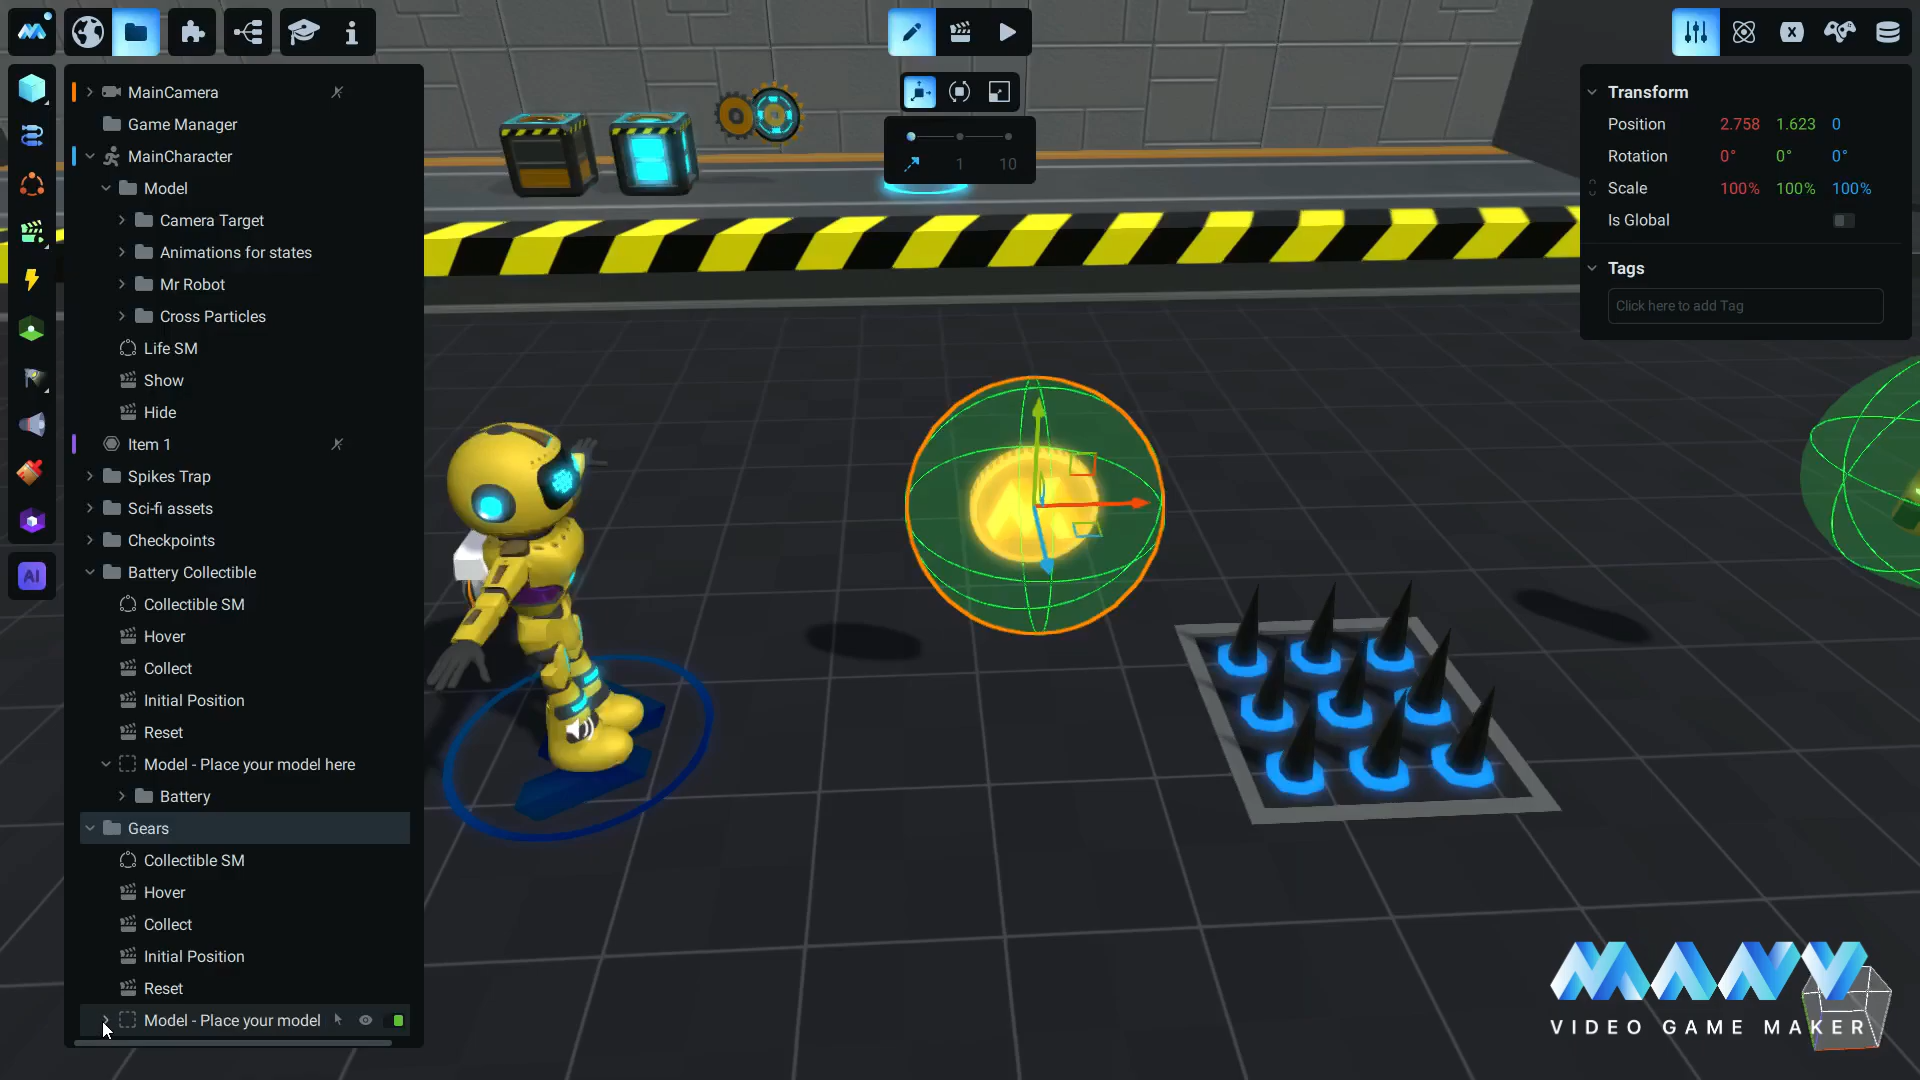 MainCamera
Game Manager
MainCharacter
Model
Camera Target
Animations for states
Mr Robot
Cross Particles
Life SM
Show
Hide
Item 1
Spikes Trap
Sci-fi assets
Checkpoints
Battery Collectible
Collectible SM
Hover
Collect
Initial Position
Reset
Model - Place your model here
Battery
Gears
Collectible SM
Hover
Collect
Initial Position
Reset
Model - Place your model
AI
1 10
Transform
Position 2.758 1.623 0
Rotation 0° 0° 0°
Scale 100% 100% 100%
Is Global
Tags
Click here to add Tag
MANV
VIDEO GAME MAKER